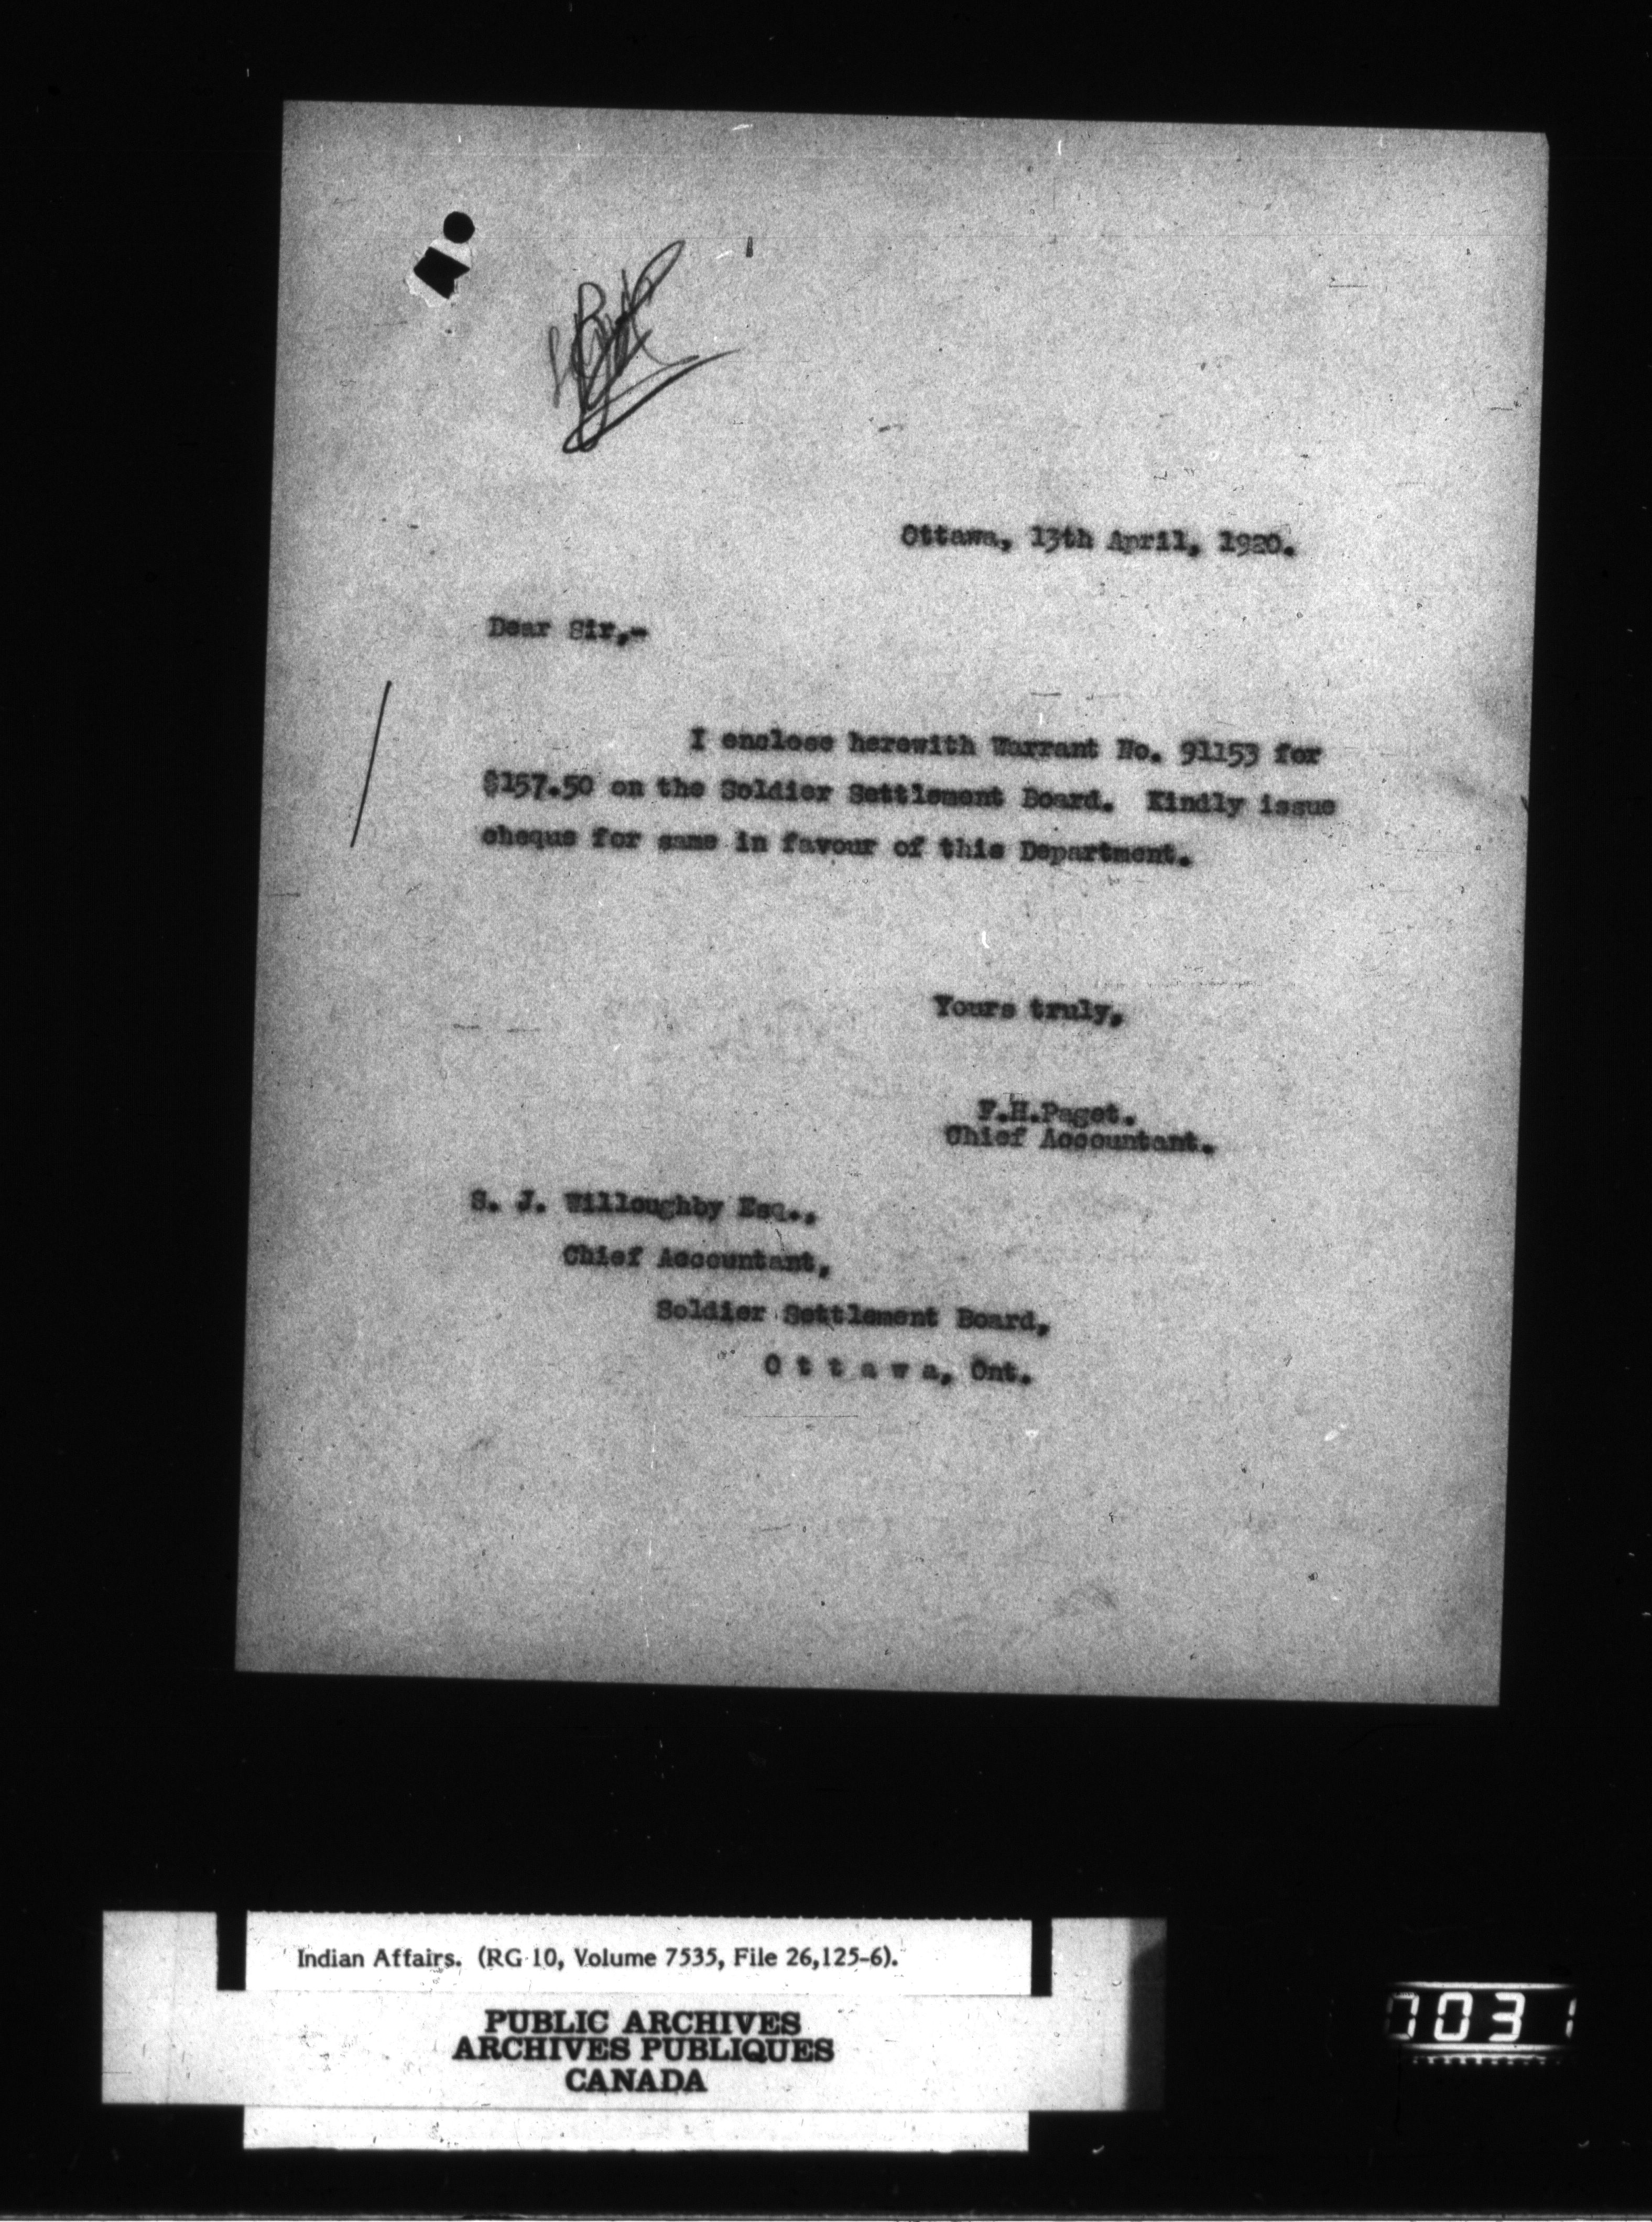 Ottawa, 13th April, 1920.
Dear Sir,-
I enclose herewith Warrant No. 91153 for
$157.50 on the Soldier Settlement Board. Kindly issue
cheque for same in favour of this Department.
Yours truly,
F.H.Paget.
Chief Accountant.
S. J. Willoughby Esq.,
Chief Accountant,
Soldier Settlement Board,
O t t a w a, Ont.
Indian Affairs. (RG 10, Volume 7535, File 26,125-6).
PUBLIC ARCHIVES
ARCHIVES PUBLIQUES
CANADA
0031